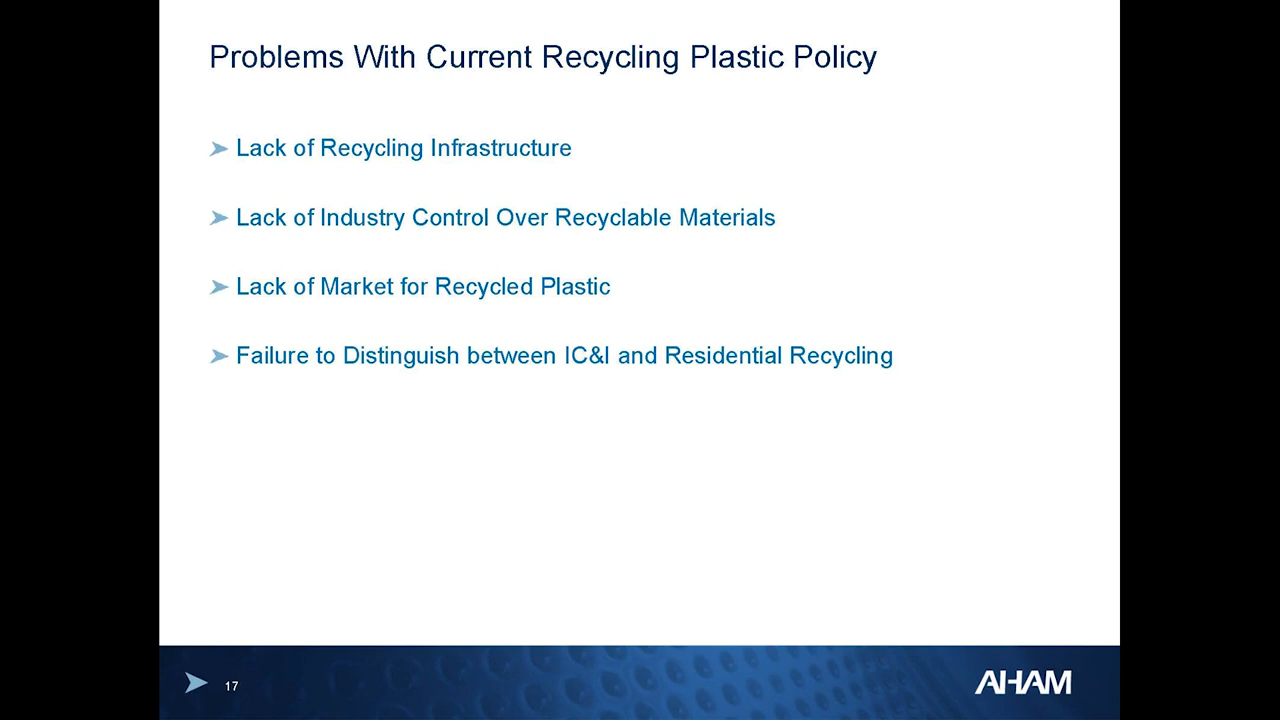 Problems With Current Recycling Plastic Policy
Lack of Recycling Infrastructure
Lack of Industry Control Over Recyclable Materials
Lack of Market for Recycled Plastic
Failure to Distinguish between IC&I and Residential Recycling
17
AHAM